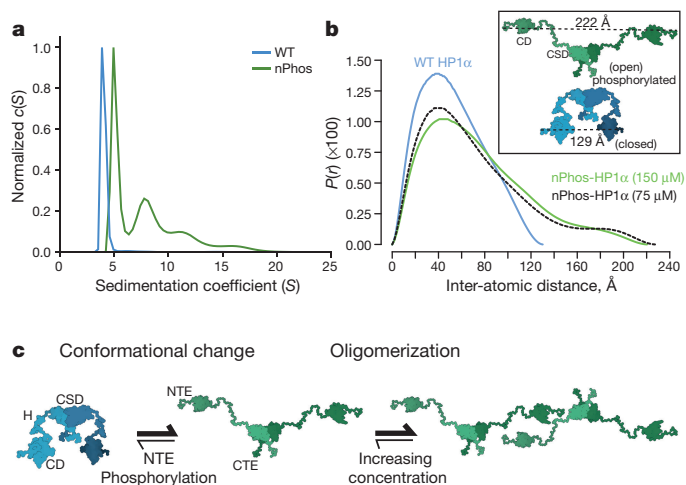 a
Normalized c(S)
1.0
0.8
0.6
0.4
0.2
0.0
0
5
10
15
20
25
Sedimentation coefficient (S)
WT
nPhos
b
P(r) (×100)
1.50
1.25
1.00
0.75
0.50
0.25
0.00
0
40
80
120
160
200
240
Inter-atomic distance, Å
WT HP1α
nPhos-HP1α (150 μM)
nPhos-HP1α (75 μM)
222 Å
CD
CSD
(open)
phosphorylated
129 Å
(closed)
c
Conformational change
Oligomerization
CSD
H
CD
NTE
Phosphorylation
NTE
CTE
Increasing
concentration